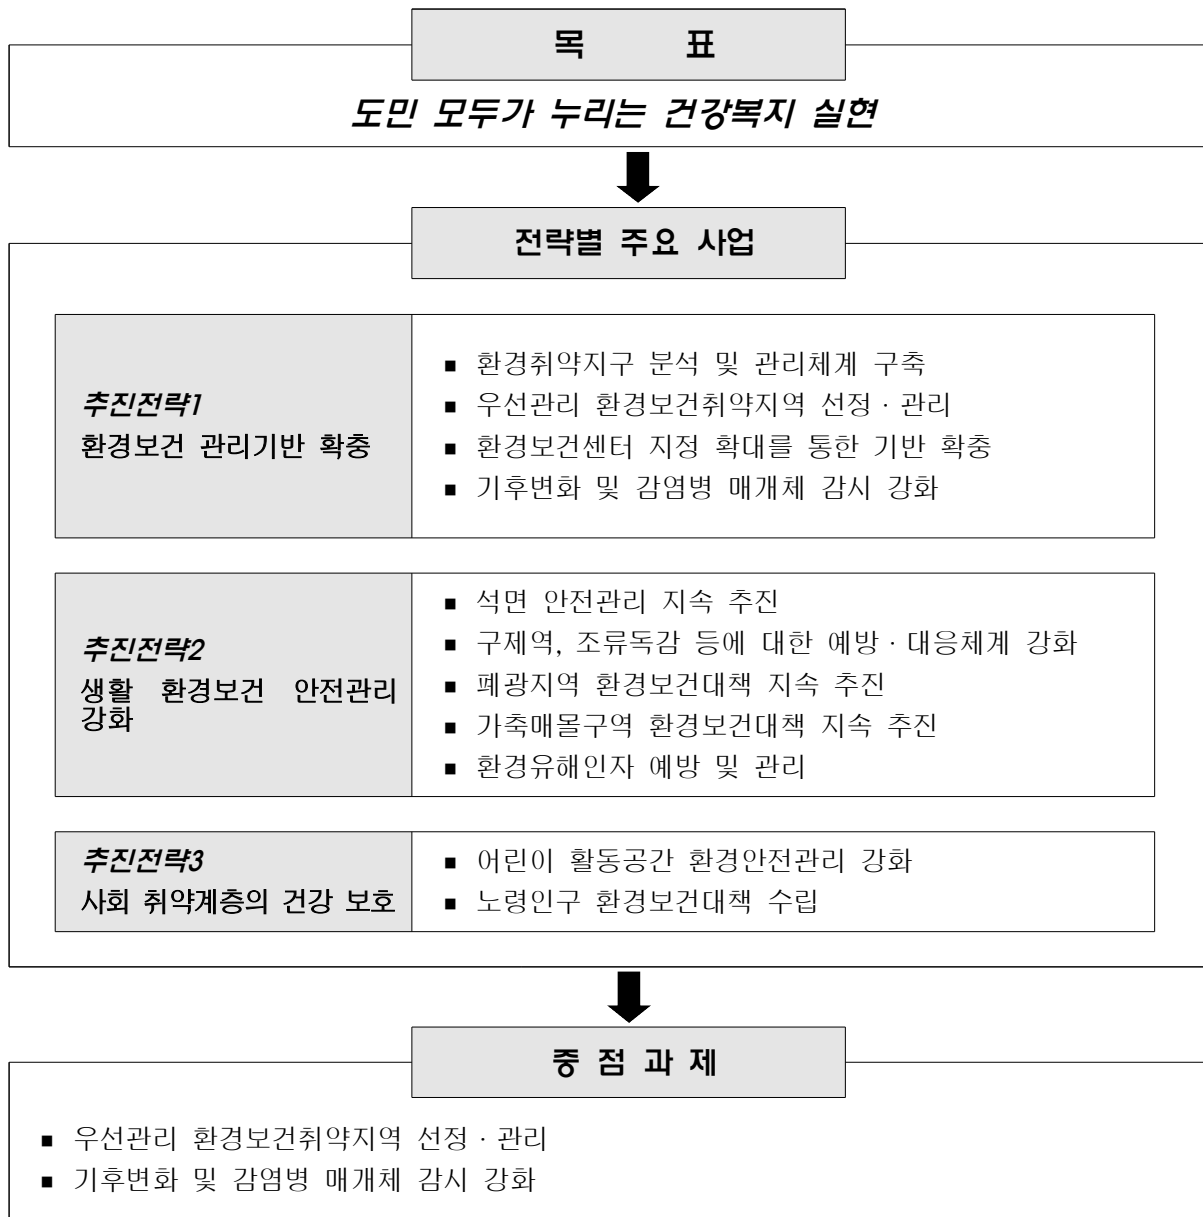 목 표
도민 모두가 누리는 건강복지 실현
전략별 주요 사업
추진전략1
환경보건 관리기반 확충
■ 환경취약지구 분석 및 관리체계 구축
■ 우선관리 환경보건취약지역 선정·관리
■ 환경보건센터 지정 확대를 통한 기반 확충
■ 기후변화 및 감염병 매개체 감시 강화
추진전략2
생활 환경보건 안전관리
강화
■ 석면 안전관리 지속 추진
■ 구제역, 조류독감 등에 대한 예방·대응체계 강화
■ 폐광지역 환경보건대책 지속 추진
■ 가축매몰구역 환경보건대책 지속 추진
■ 환경유해인자 예방 및 관리
추진전략3
사회 취약계층의 건강 보호
■ 어린이 활동공간 환경안전관리 강화
■ 노령인구 환경보건대책 수립
중 점 과 제
■ 우선관리 환경보건취약지역 선정·관리
■ 기후변화 및 감염병 매개체 감시 강화